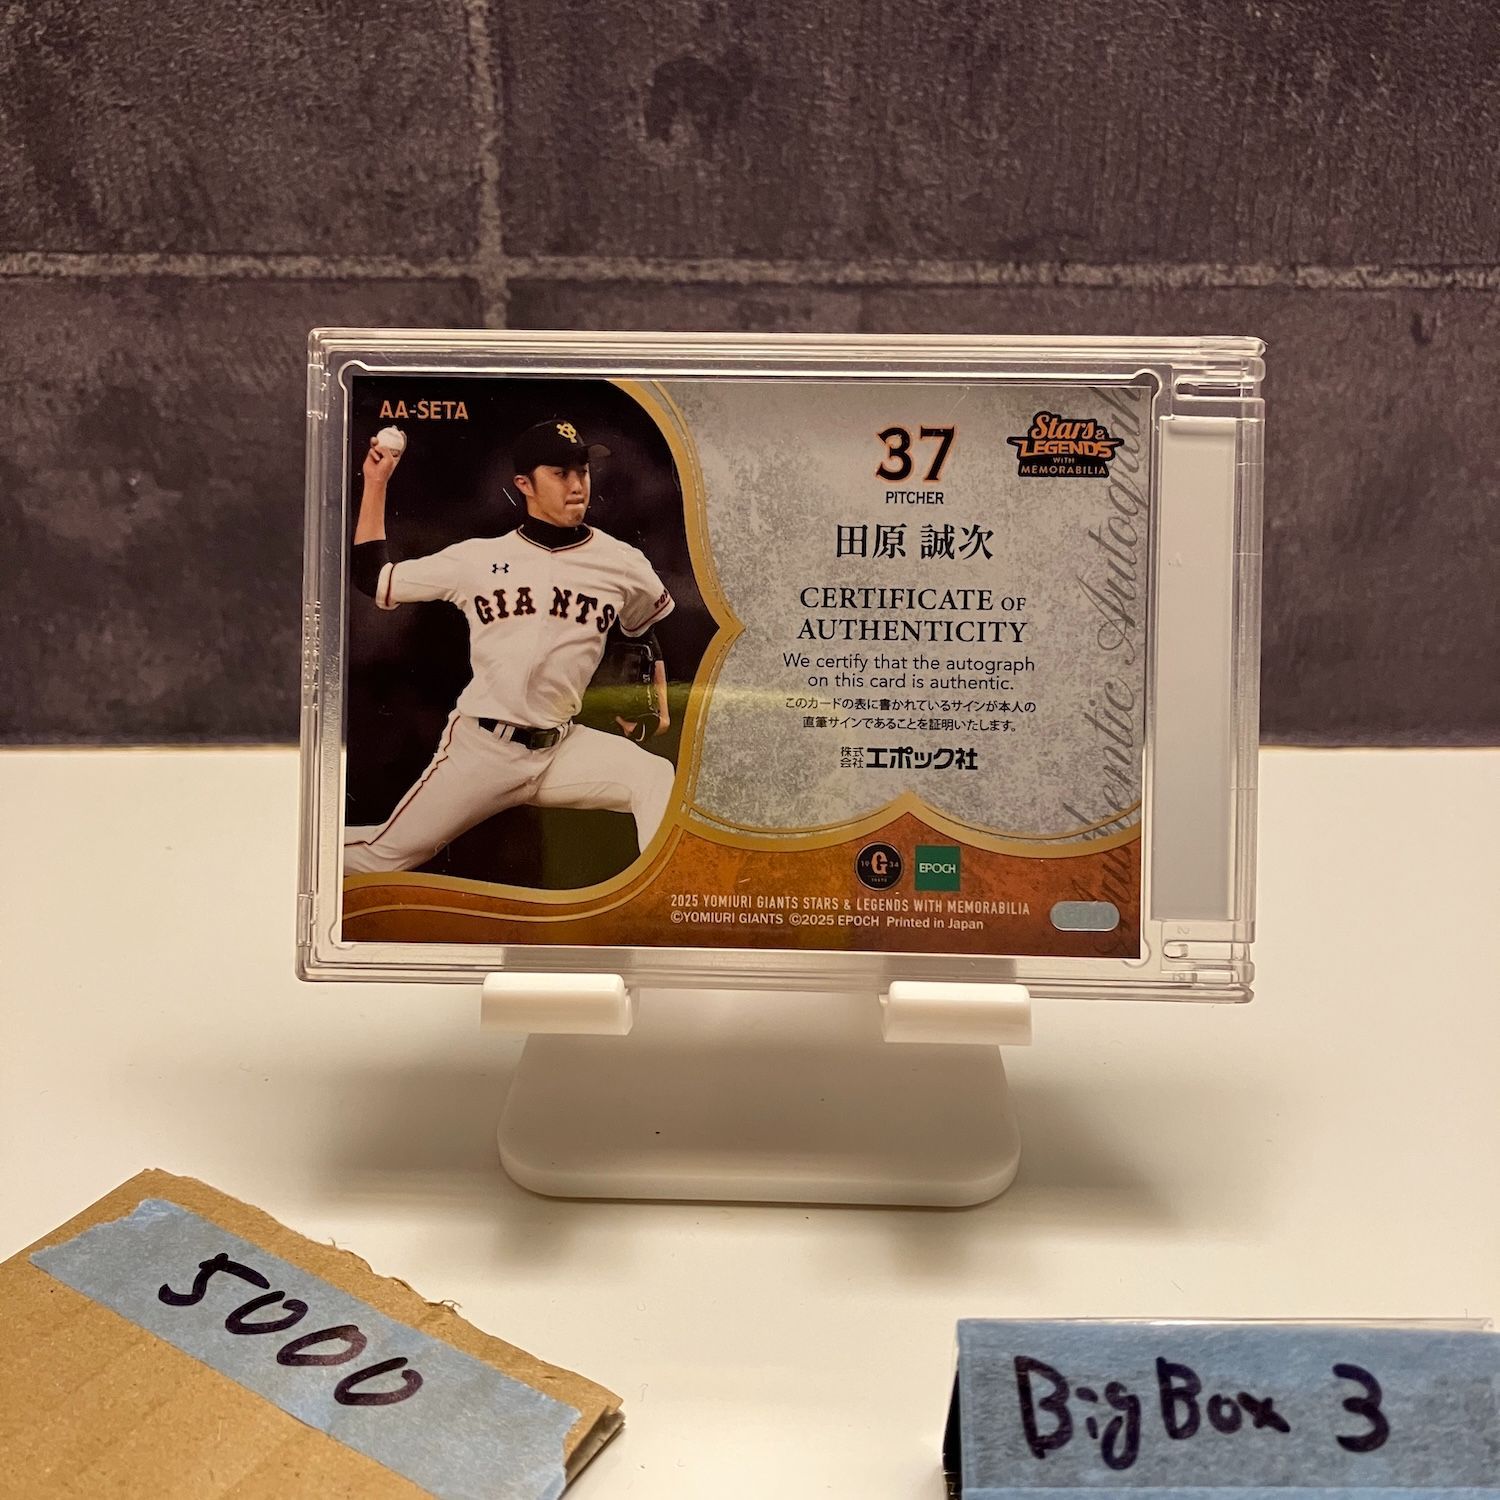 AA-SETA
37
PITCHER
Stars &
LEGENDS
WITH
MEMORABILIA
田原 誠次
GIANTS
CERTIFICATE OF
AUTHENTICITY
We certify that the autograph
on this card is authentic.
このカードの表に書かれているサインが本人の
直筆サインであることを証明いたします。
株式会社エポック社
Authentic Autograph
19 G 34
EPOCH
2025 YOMIURI GIANTS STARS & LEGENDS WITH MEMORABILIA
©YOMIURI GIANTS ©2025 EPOCH Printed in Japan
5000
Big Box 3